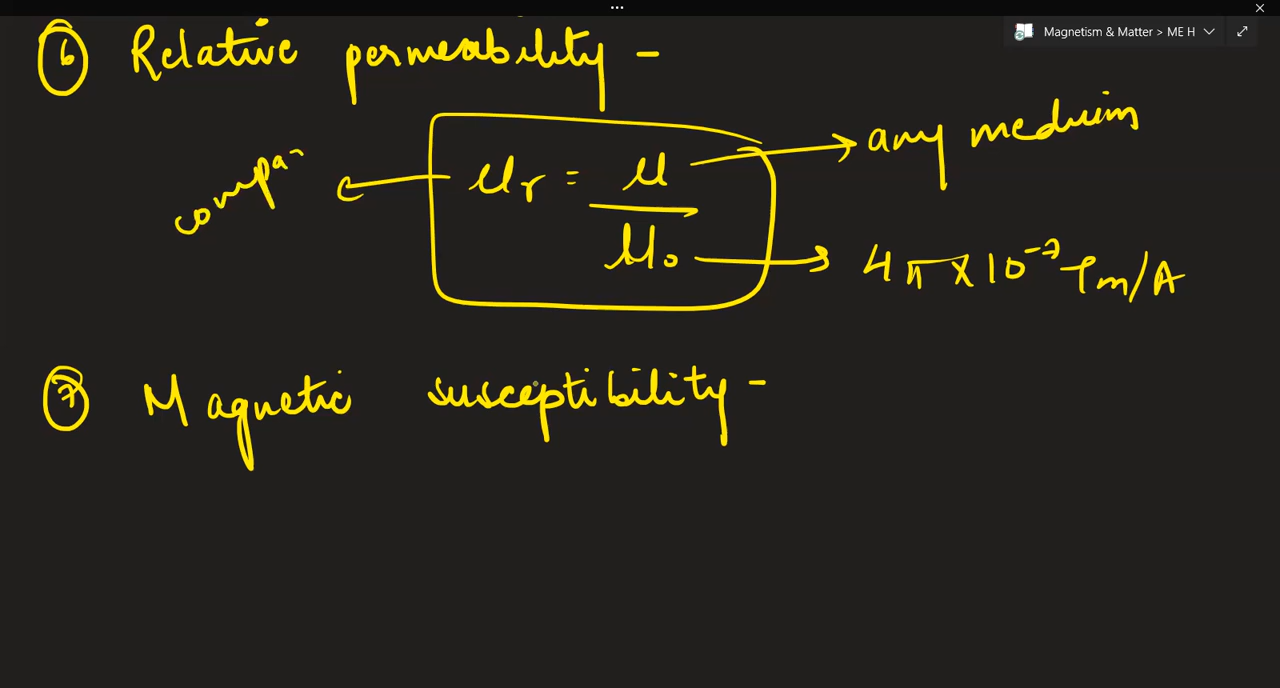 Magnetism & Matter > ME H
⑥ Relative permeability -
compa-
μr = μ / μ₀
any medium
4π × 10⁻⁷ Tm/A
⑦ Magnetic susceptibility -